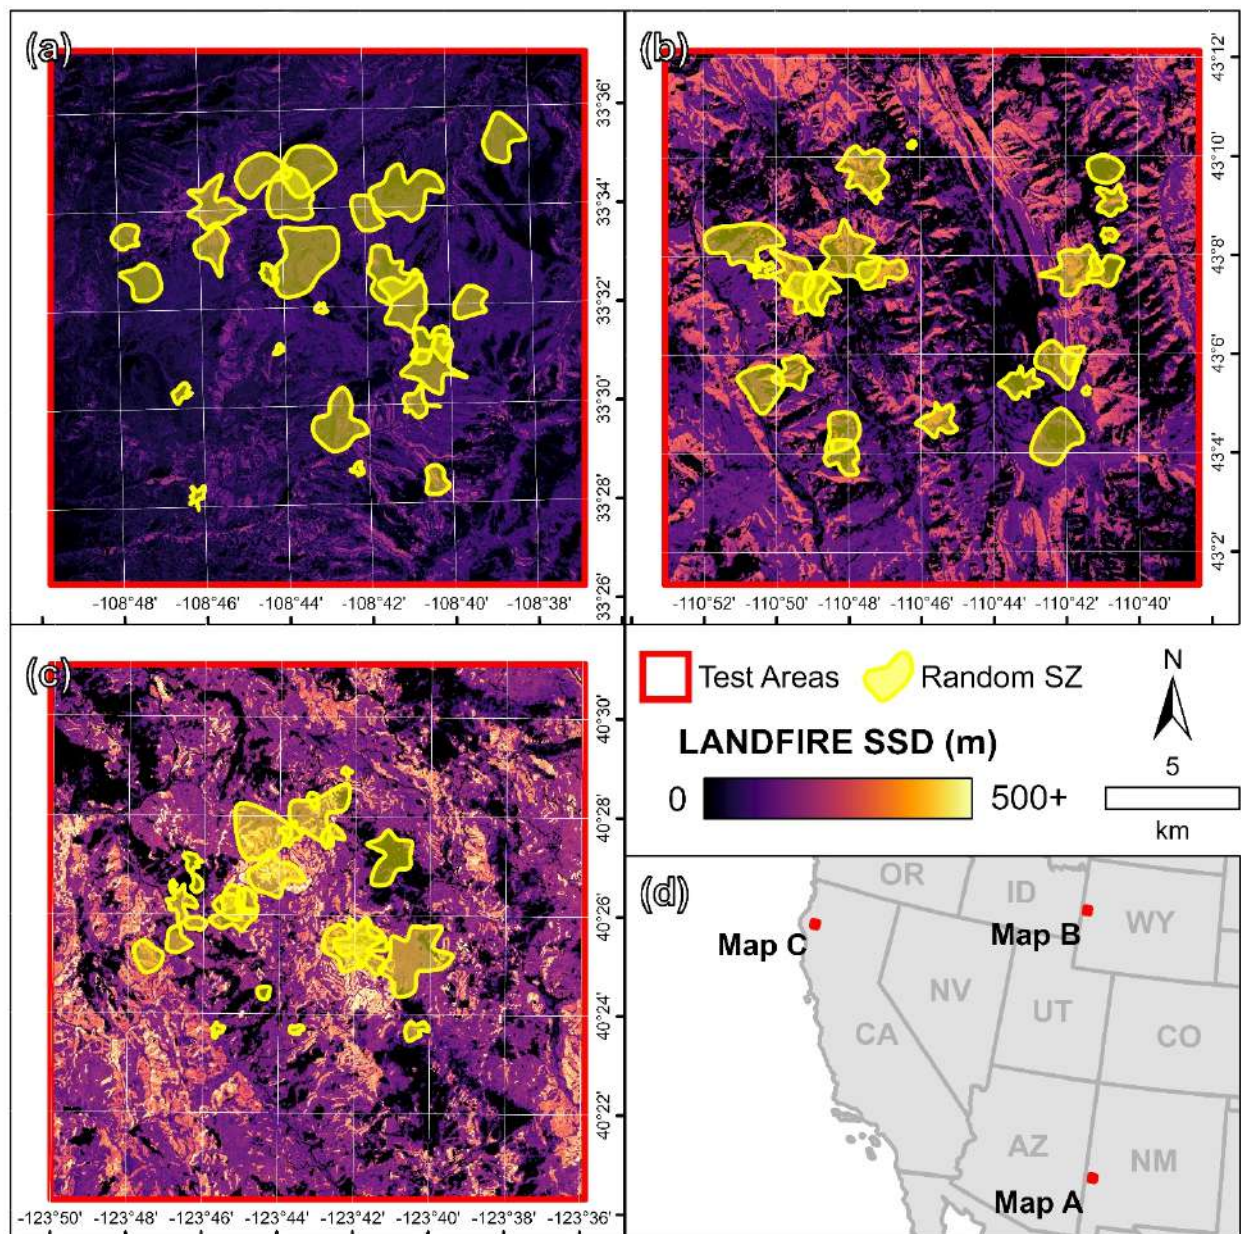 (a)
33°36'
33°34'
33°32'
33°30'
33°28'
33°26'
-108°48' -108°46' -108°44' -108°42' -108°40' -108°38'
(b)
43°12'
43°10'
43°8'
43°6'
43°4'
43°2'
-110°52' -110°50' -110°48' -110°46' -110°44' -110°42' -110°40'
(c)
40°30'
40°28'
40°26'
40°24'
40°22'
-123°50' -123°48' -123°46' -123°44' -123°42' -123°40' -123°38' -123°36'
Test Areas
Random SZ
LANDFIRE SSD (m)
0
500+
N
5
km
(d)
OR
ID
WY
Map C
Map B
NV
UT
CA
CO
AZ
NM
Map A